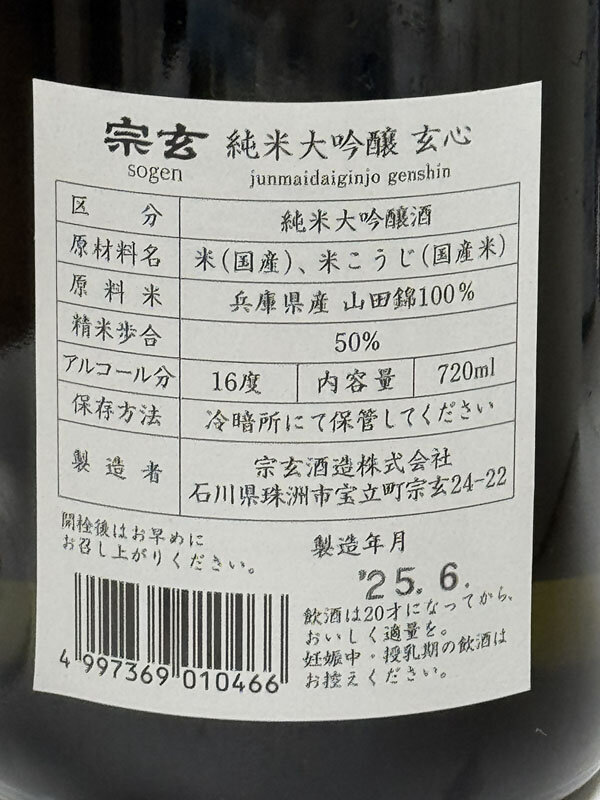 宗玄 純米大吟醸 玄心
sogen junmaidaiginjo genshin
区分 純米大吟醸酒
原材料名 米(国産)、米こうじ(国産米)
原料米 兵庫県産 山田錦100%
精米歩合 50%
アルコール分 16度 内容量 720ml
保存方法 冷暗所にて保管してください
製造者 宗玄酒造株式会社
石川県珠洲市宝立町宗玄24-22
開栓後はお早めに
お召し上がりください。
製造年月
'25.6.
飲酒は20才になってから、
おいしく適量を。
妊娠中・授乳期の飲酒は
お控えください。
4 997369 010466